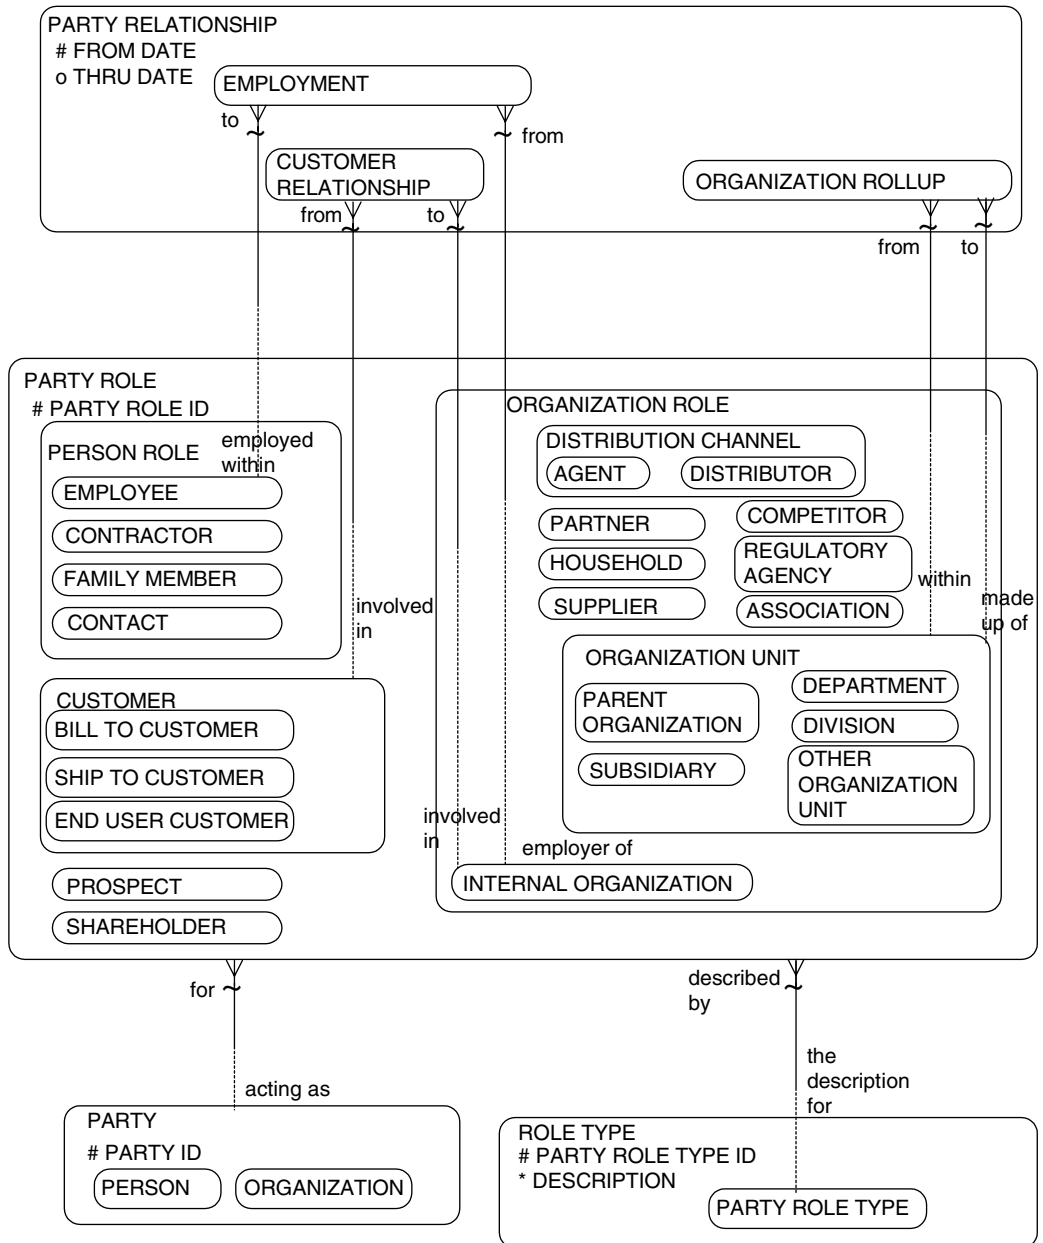 PARTY RELATIONSHIP
# FROM DATE
o THRU DATE
EMPLOYMENT
to
from
CUSTOMER
RELATIONSHIP
ORGANIZATION ROLLUP
from
to
from
to
PARTY ROLE
# PARTY ROLE ID
PERSON ROLE
employed
within
EMPLOYEE
CONTRACTOR
FAMILY MEMBER
CONTACT
involved
in
CUSTOMER
BILL TO CUSTOMER
SHIP TO CUSTOMER
END USER CUSTOMER
PROSPECT
SHAREHOLDER
ORGANIZATION ROLE
DISTRIBUTION CHANNEL
AGENT
DISTRIBUTOR
PARTNER
COMPETITOR
HOUSEHOLD
REGULATORY
AGENCY
SUPPLIER
ASSOCIATION
within
made
up of
ORGANIZATION UNIT
PARENT
ORGANIZATION
DEPARTMENT
DIVISION
SUBSIDIARY
OTHER
ORGANIZATION
UNIT
involved
in
employer of
INTERNAL ORGANIZATION
for
described
by
acting as
the
description
for
PARTY
# PARTY ID
PERSON
ORGANIZATION
ROLE TYPE
# PARTY ROLE TYPE ID
* DESCRIPTION
PARTY ROLE TYPE